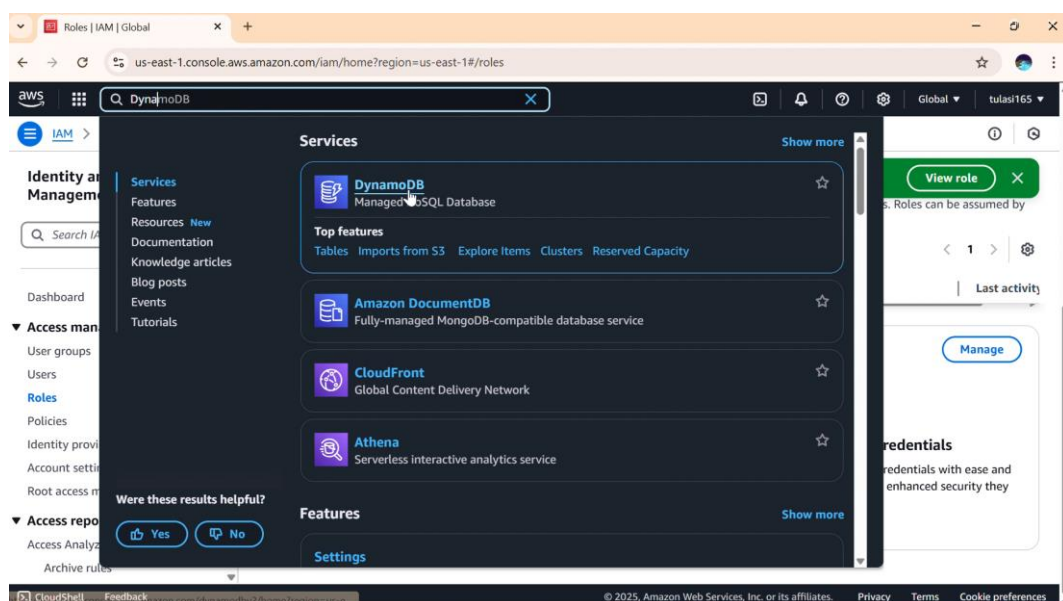 Roles | IAM | Global
us-east-1.console.aws.amazon.com/iam/home?region=us-east-1#/roles
aws
DynamoDB
Global
tulasi165
IAM
Services
Show more
Identity
Services
DynamoDB
View role
Features
Managed NoSQL Database
Resources New
Top features
s. Roles can be assumed by
Search
Documentation
Tables Imports from S3 Explore Items Clusters Reserved Capacity
1
Knowledge articles
Blog posts
Last activity
Dashboard
Events
Amazon DocumentDB
Tutorials
Fully-managed MongoDB-compatible database service
Access
User groups
Manage
Users
CloudFront
Roles
Global Content Delivery Network
Policies
Identity
Athena
Account
Serverless interactive analytics service
redentials with ease and
Root access
Were these results helpful?
enhanced security they
Features
Show more
Access
Yes
No
Access
Settings
Archive
CloudShell
Feedback
© 2025, Amazon Web Services, Inc. or its affiliates.
Privacy
Terms
Cookie preferences